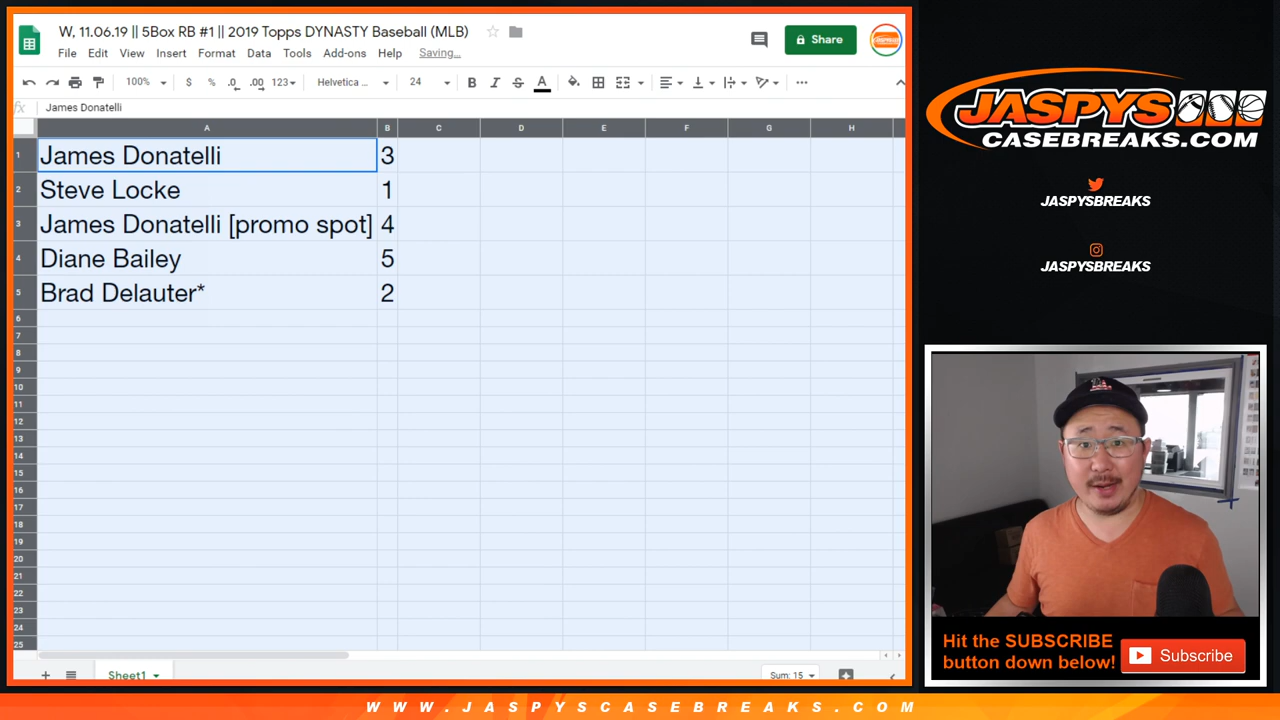 W, 11.06.19 || 5Box RB #1 || 2019 Topps DYNASTY Baseball (MLB)
File Edit View Insert Format Data Tools Add-ons Help Saving...
Share
100% $ % .0 .00 123 Helvetica ... 24 B I S A
fx James Donatelli
A B C D E F G H
1 James Donatelli 3
2 Steve Locke 1
3 James Donatelli [promo spot] 4
4 Diane Bailey 5
5 Brad Delauter* 2
6
7
8
9
10
11
12
13
14
15
16
17
18
19
20
21
22
23
24
25
Sheet1
Sum: 15
JASPYS
CASEBREAKS.COM
JASPYSBREAKS
JASPYSBREAKS
Hit the SUBSCRIBE
button down below!
Subscribe
WWW.JASPYSCASEBREAKS.COM